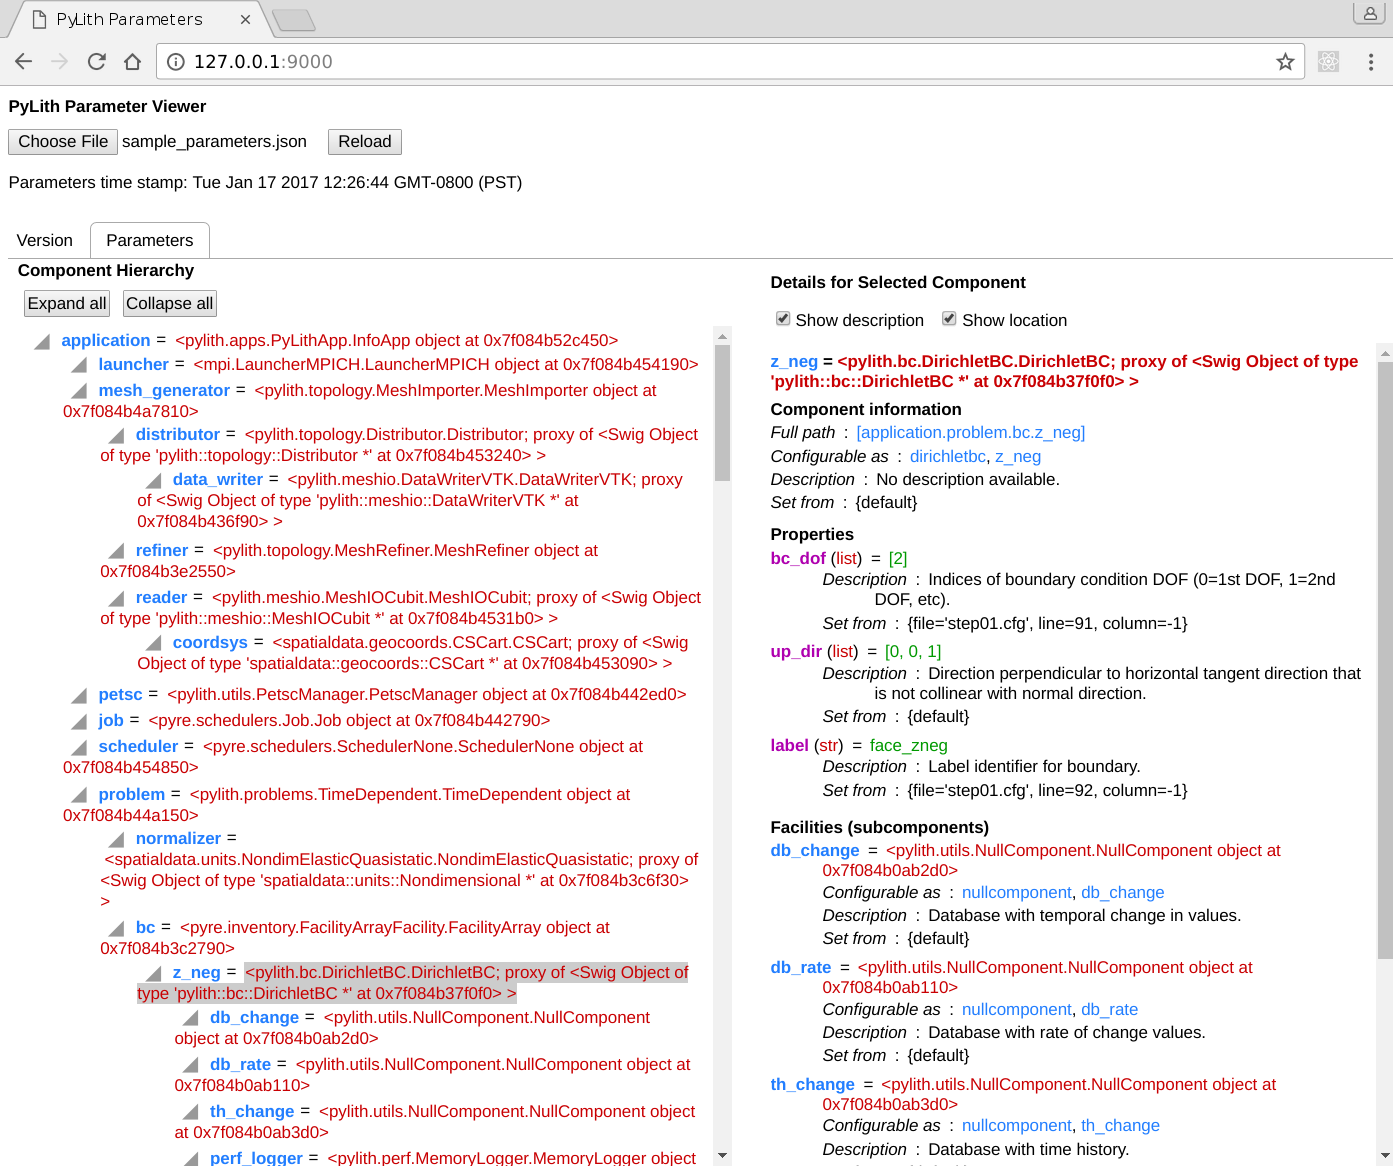 PyLith Parameters
127.0.0.1:9000
PyLith Parameter Viewer
Choose File sample_parameters.json Reload
Parameters time stamp: Tue Jan 17 2017 12:26:44 GMT-0800 (PST)
Version Parameters
Component Hierarchy
Expand all Collapse all
application = <pylith.apps.PyLithApp.InfoApp object at 0x7f084b52c450>
launcher = <mpi.LauncherMPICH.LauncherMPICH object at 0x7f084b454190>
mesh_generator = <pylith.topology.MeshImporter.MeshImporter object at
0x7f084b4a7810>
distributor = <pylith.topology.Distributor.Distributor; proxy of <Swig Object
of type 'pylith::topology::Distributor *' at 0x7f084b453240> >
data_writer = <pylith.meshio.DataWriterVTK.DataWriterVTK; proxy
of <Swig Object of type 'pylith::meshio::DataWriterVTK *' at
0x7f084b436f90> >
refiner = <pylith.topology.MeshRefiner.MeshRefiner object at
0x7f084b3e2550>
reader = <pylith.meshio.MeshIOCubit.MeshIOCubit; proxy of <Swig Object
of type 'pylith::meshio::MeshIOCubit *' at 0x7f084b4531b0> >
coordsys = <spatialdata.geocoords.CSCart.CSCart; proxy of <Swig
Object of type 'spatialdata::geocoords::CSCart *' at 0x7f084b453090> >
petsc = <pylith.utils.PetscManager.PetscManager object at 0x7f084b442ed0>
job = <pyre.schedulers.Job.Job object at 0x7f084b442790>
scheduler = <pyre.schedulers.SchedulerNone.SchedulerNone object at
0x7f084b454850>
problem = <pylith.problems.TimeDependent.TimeDependent object at
0x7f084b44a150>
normalizer =
<spatialdata.units.NondimElasticQuasistatic.NondimElasticQuasistatic; proxy of
<Swig Object of type 'spatialdata::units::Nondimensional *' at 0x7f084b3c6f30>
>
bc = <pyre.inventory.FacilityArrayFacility.FacilityArray object at
0x7f084b3c2790>
z_neg = <pylith.bc.DirichletBC.DirichletBC; proxy of <Swig Object of
type 'pylith::bc::DirichletBC *' at 0x7f084b37f0f0> >
db_change = <pylith.utils.NullComponent.NullComponent
object at 0x7f084b0ab2d0>
db_rate = <pylith.utils.NullComponent.NullComponent object at
0x7f084b0ab110>
th_change = <pylith.utils.NullComponent.NullComponent object
at 0x7f084b0ab3d0>
perf_logger = <pylith.perf.MemoryLogger.MemoryLogger object
Details for Selected Component
Show description Show location
z_neg = <pylith.bc.DirichletBC.DirichletBC; proxy of <Swig Object of type
'pylith::bc::DirichletBC *' at 0x7f084b37f0f0> >
Component information
Full path : [application.problem.bc.z_neg]
Configurable as : dirichletbc, z_neg
Description : No description available.
Set from : {default}
Properties
bc_dof (list) = [2]
Description : Indices of boundary condition DOF (0=1st DOF, 1=2nd
DOF, etc).
Set from : {file='step01.cfg', line=91, column=-1}
up_dir (list) = [0, 0, 1]
Description : Direction perpendicular to horizontal tangent direction that
is not collinear with normal direction.
Set from : {default}
label (str) = face_zneg
Description : Label identifier for boundary.
Set from : {file='step01.cfg', line=92, column=-1}
Facilities (subcomponents)
db_change = <pylith.utils.NullComponent.NullComponent object at
0x7f084b0ab2d0>
Configurable as : nullcomponent, db_change
Description : Database with temporal change in values.
Set from : {default}
db_rate = <pylith.utils.NullComponent.NullComponent object at
0x7f084b0ab110>
Configurable as : nullcomponent, db_rate
Description : Database with rate of change values.
Set from : {default}
th_change = <pylith.utils.NullComponent.NullComponent object at
0x7f084b0ab3d0>
Configurable as : nullcomponent, th_change
Description : Database with time history.